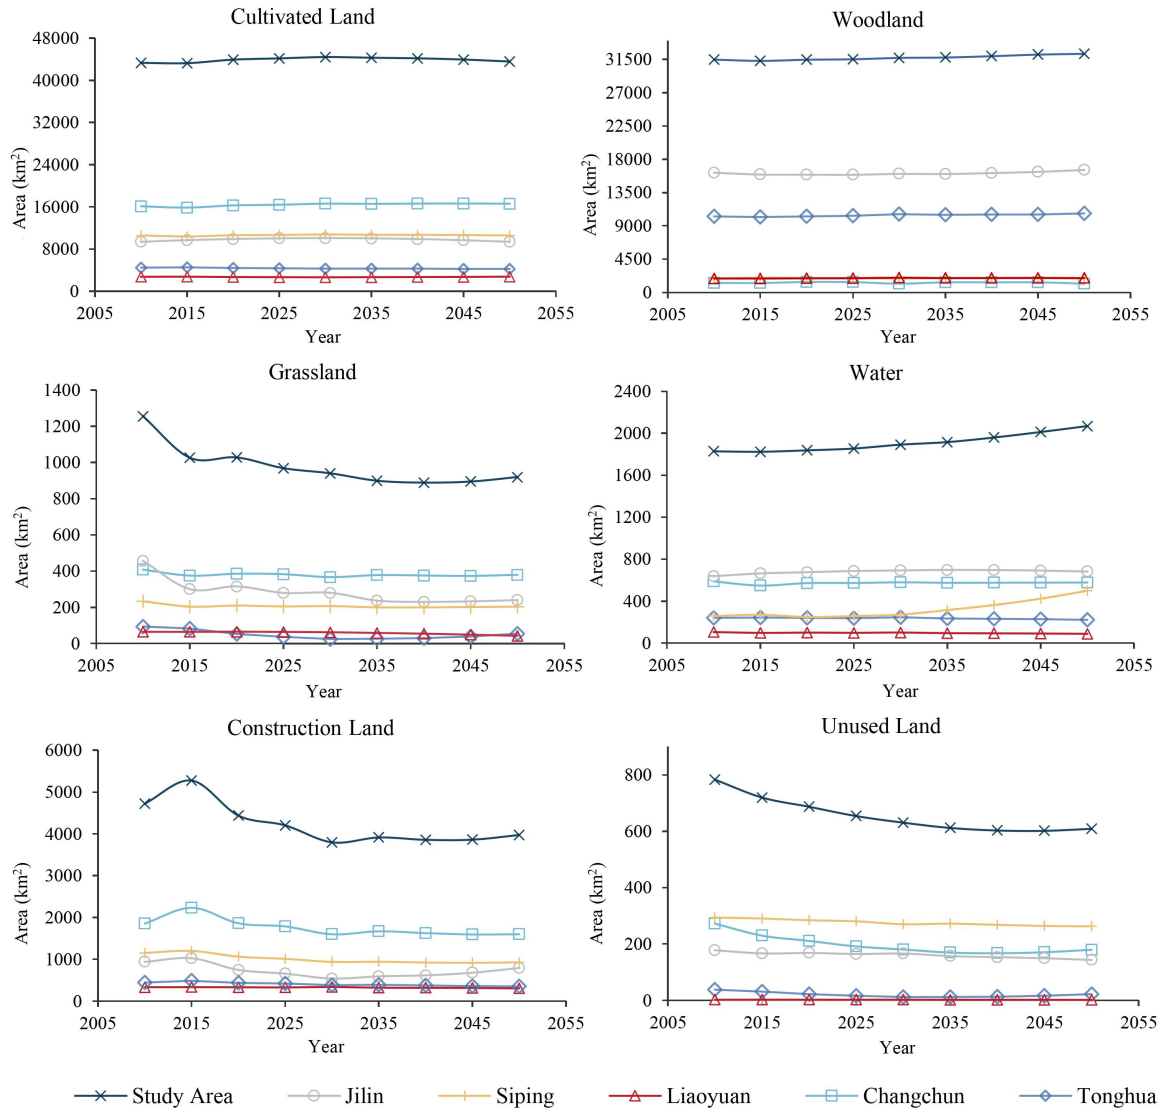 Cultivated Land
48000
40000
32000
24000
16000
8000
0
Area (km²)
2005 2015 2025 2035 2045 2055
Year
Woodland
31500
27000
22500
18000
13500
9000
4500
0
Area (km²)
2005 2015 2025 2035 2045 2055
Year
Grassland
1400
1200
1000
800
600
400
200
0
Area (km²)
2005 2015 2025 2035 2045 2055
Year
Water
2400
2000
1600
1200
800
400
0
Area (km²)
2005 2015 2025 2035 2045 2055
Year
Construction Land
6000
5000
4000
3000
2000
1000
0
Area (km²)
2005 2015 2025 2035 2045 2055
Year
Unused Land
800
600
400
200
0
Area (km²)
2005 2015 2025 2035 2045 2055
Year
Study Area Jilin Siping Liaoyuan Changchun Tonghua